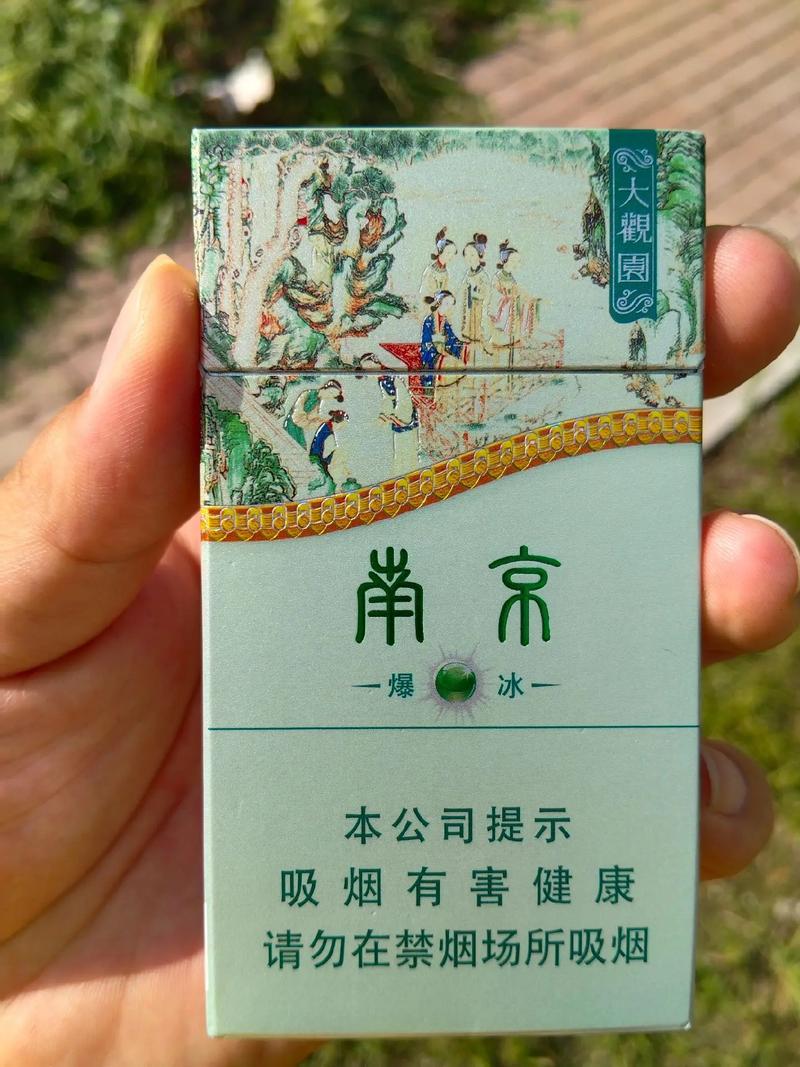 大觀園
南京
爆冰
本公司提示
吸烟有害健康
请勿在禁烟场所吸烟